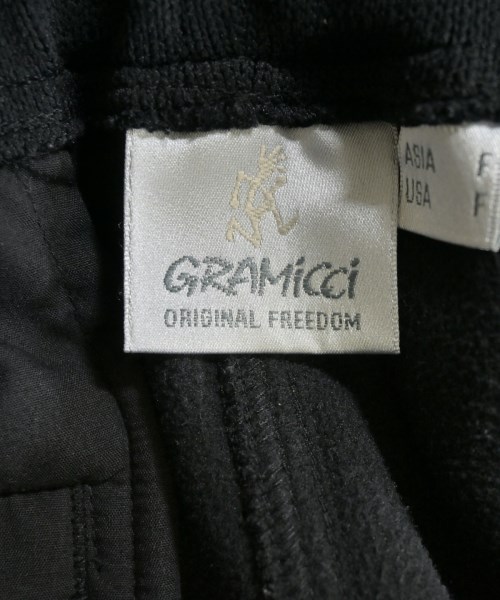 GRAMiCCi
ORIGINAL FREEDOM
ASIA F
USA F